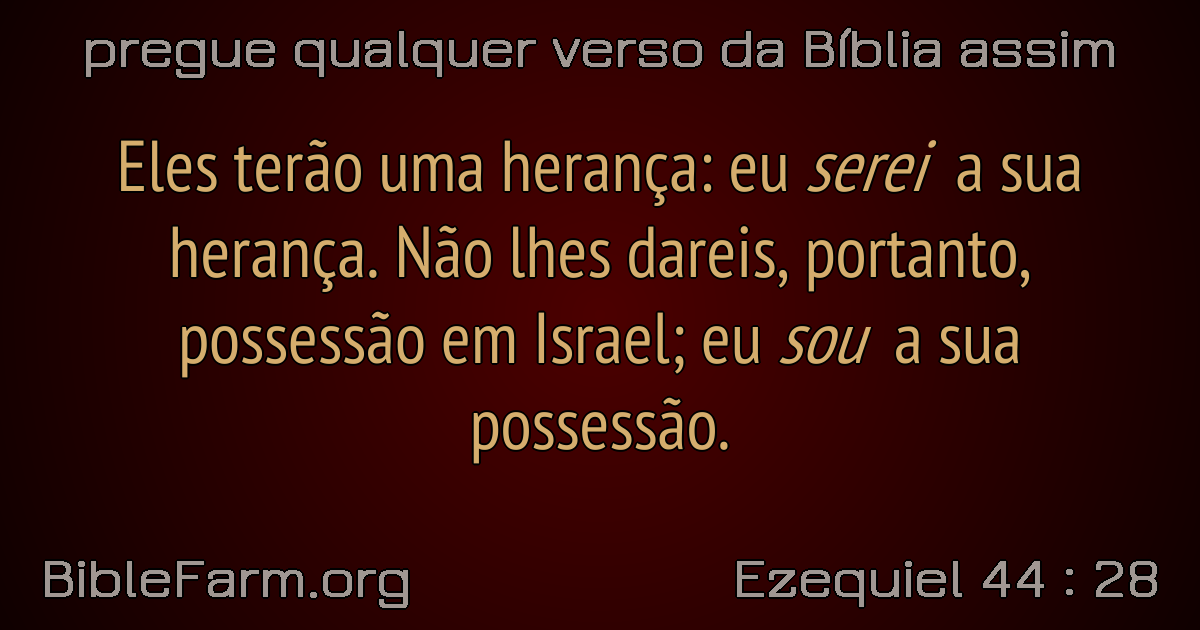 pregue qualquer verso da Bíblia assim
Eles terão uma herança: eu serei a sua
herança. Não lhes dareis, portanto,
possessão em Israel; eu sou a sua
possessão.
BibleFarm.org
Ezequiel 44 : 28